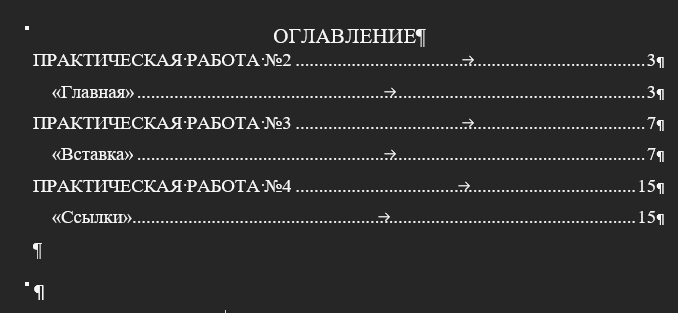 ОГЛАВЛЕНИЕ¶
ПРАКТИЧЕСКАЯ·РАБОТА·№2 → 3¶
«Главная» → 3¶
ПРАКТИЧЕСКАЯ·РАБОТА·№3 → 7¶
«Вставка» → 7¶
ПРАКТИЧЕСКАЯ·РАБОТА·№4 → 15¶
«Ссылки» → 15¶
¶
¶